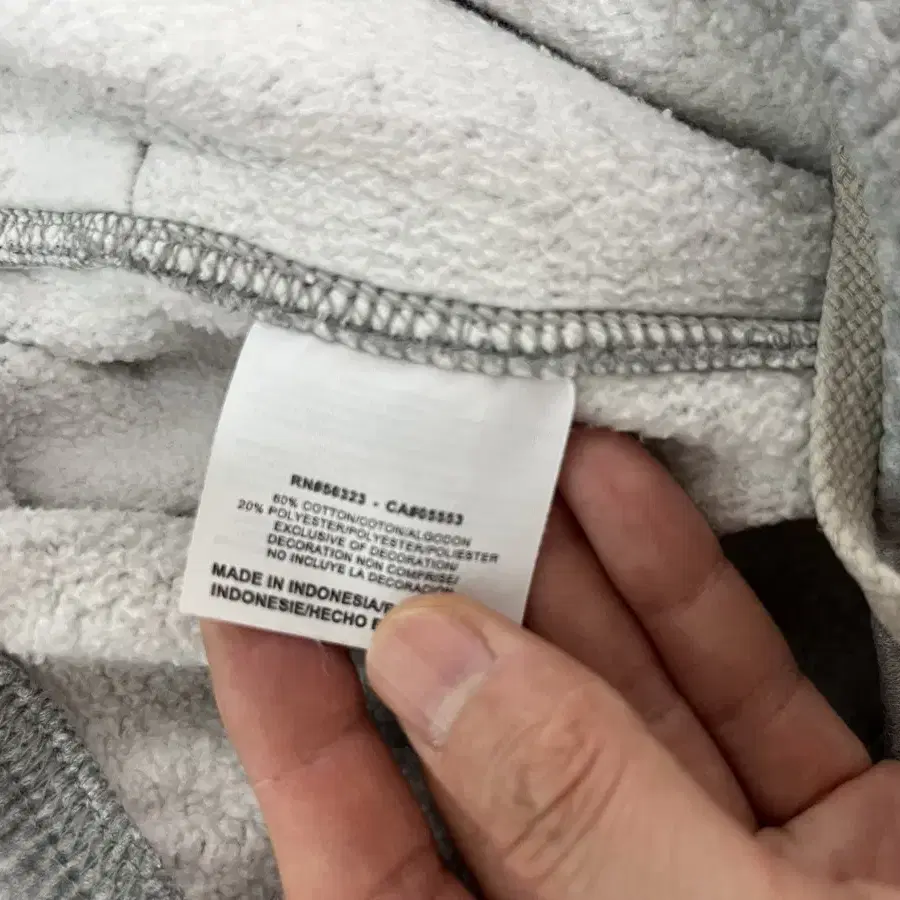 RN#56323 - CA#05553
80% COTTON/COTON/ALGODON
20% POLYESTER/POLYESTER/POLIESTER
EXCLUSIVE OF DECORATION/
DECORATION NON COMPRISE/
NO INCLUYE LA DECORACION
MADE IN INDONESIA/
INDONESIE/HECHO